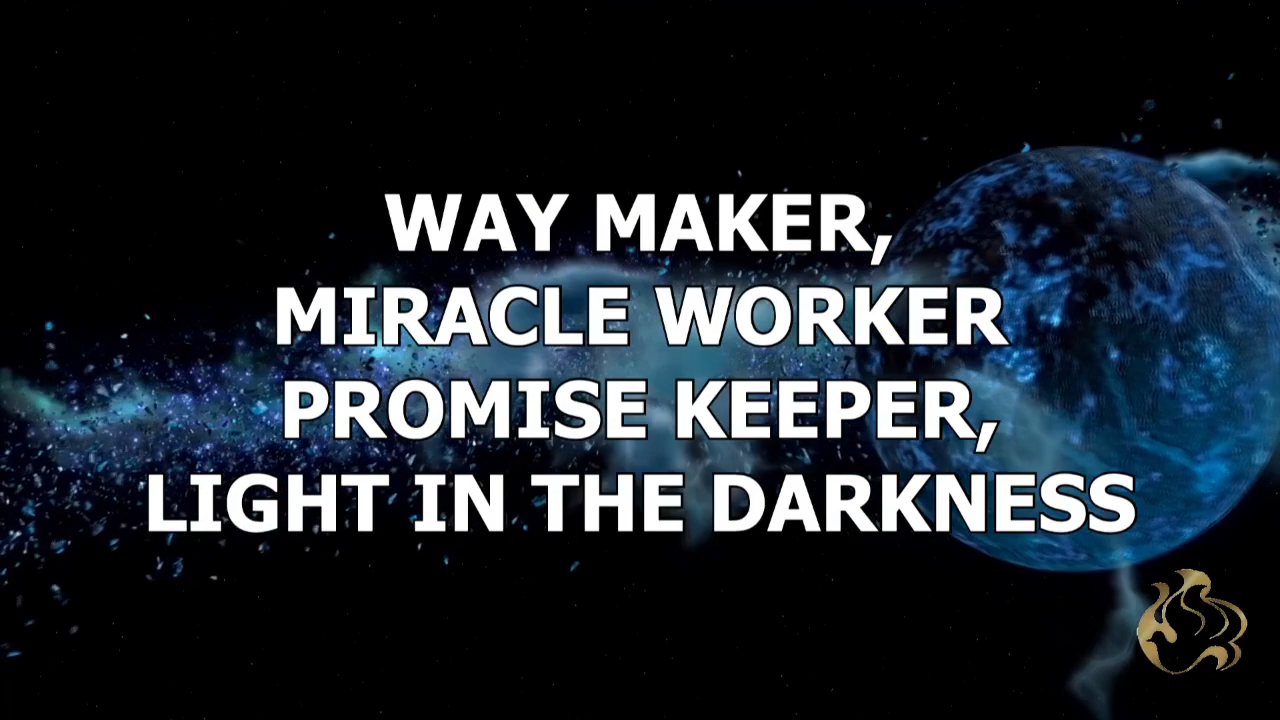 WAY MAKER,
MIRACLE WORKER
PROMISE KEEPER,
LIGHT IN THE DARKNESS